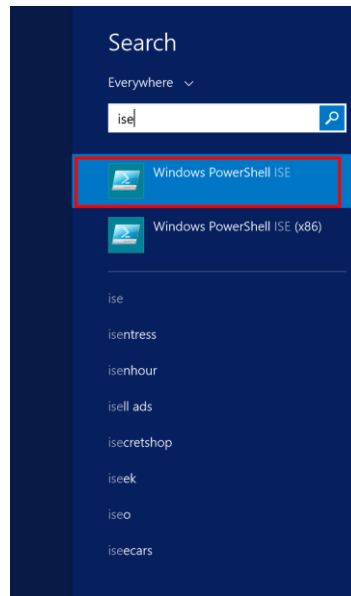 Search
Everywhere
ise
Windows PowerShell ISE
Windows PowerShell ISE (x86)
ise
isentress
isenhour
isell ads
isecretshop
iseek
iseo
iseecars